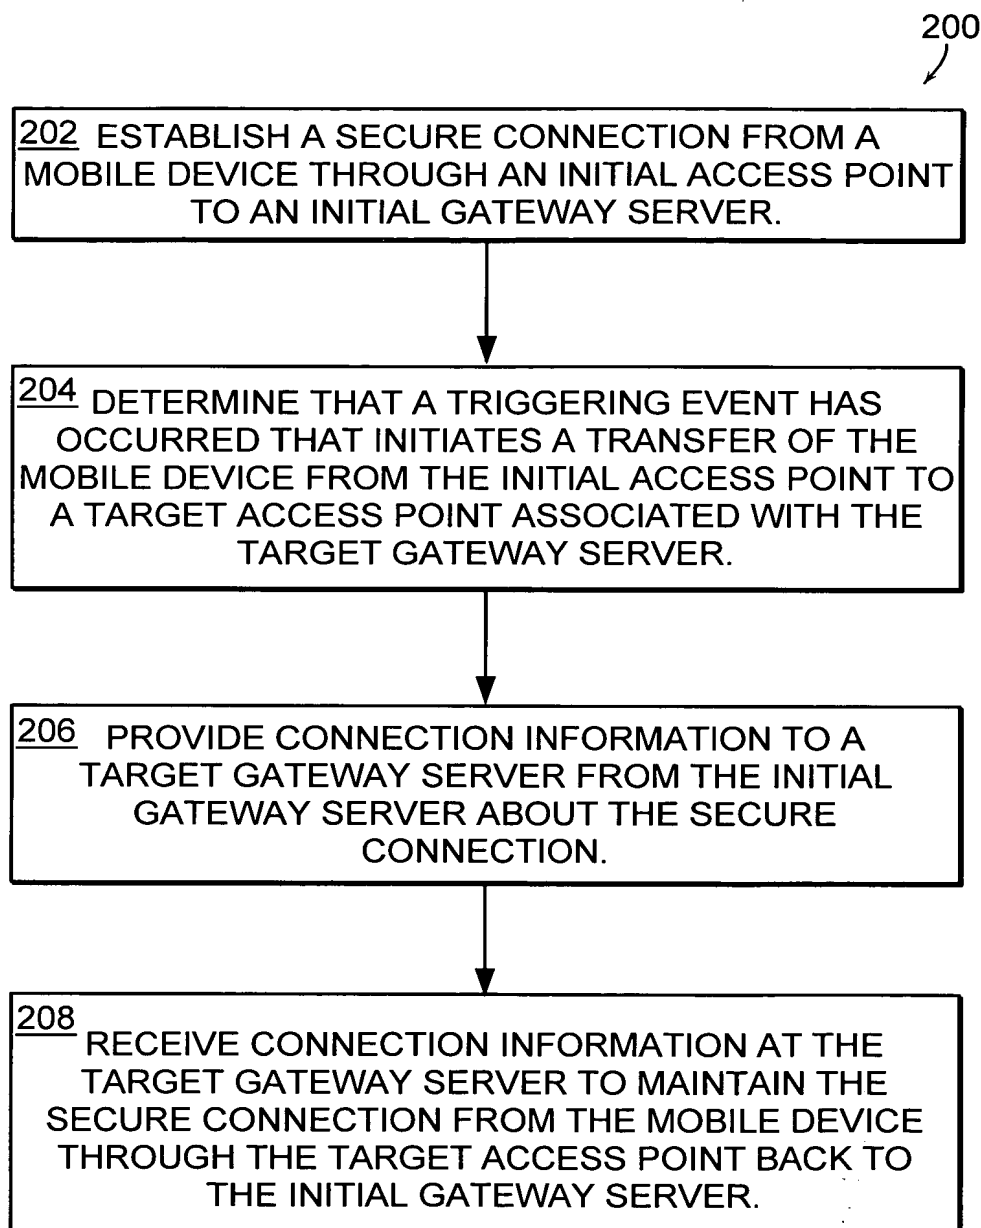 200
202 ESTABLISH A SECURE CONNECTION FROM A
MOBILE DEVICE THROUGH AN INITIAL ACCESS POINT
TO AN INITIAL GATEWAY SERVER.
204 DETERMINE THAT A TRIGGERING EVENT HAS
OCCURRED THAT INITIATES A TRANSFER OF THE
MOBILE DEVICE FROM THE INITIAL ACCESS POINT TO
A TARGET ACCESS POINT ASSOCIATED WITH THE
TARGET GATEWAY SERVER.
206 PROVIDE CONNECTION INFORMATION TO A
TARGET GATEWAY SERVER FROM THE INITIAL
GATEWAY SERVER ABOUT THE SECURE
CONNECTION.
208
RECEIVE CONNECTION INFORMATION AT THE
TARGET GATEWAY SERVER TO MAINTAIN THE
SECURE CONNECTION FROM THE MOBILE DEVICE
THROUGH THE TARGET ACCESS POINT BACK TO
THE INITIAL GATEWAY SERVER.